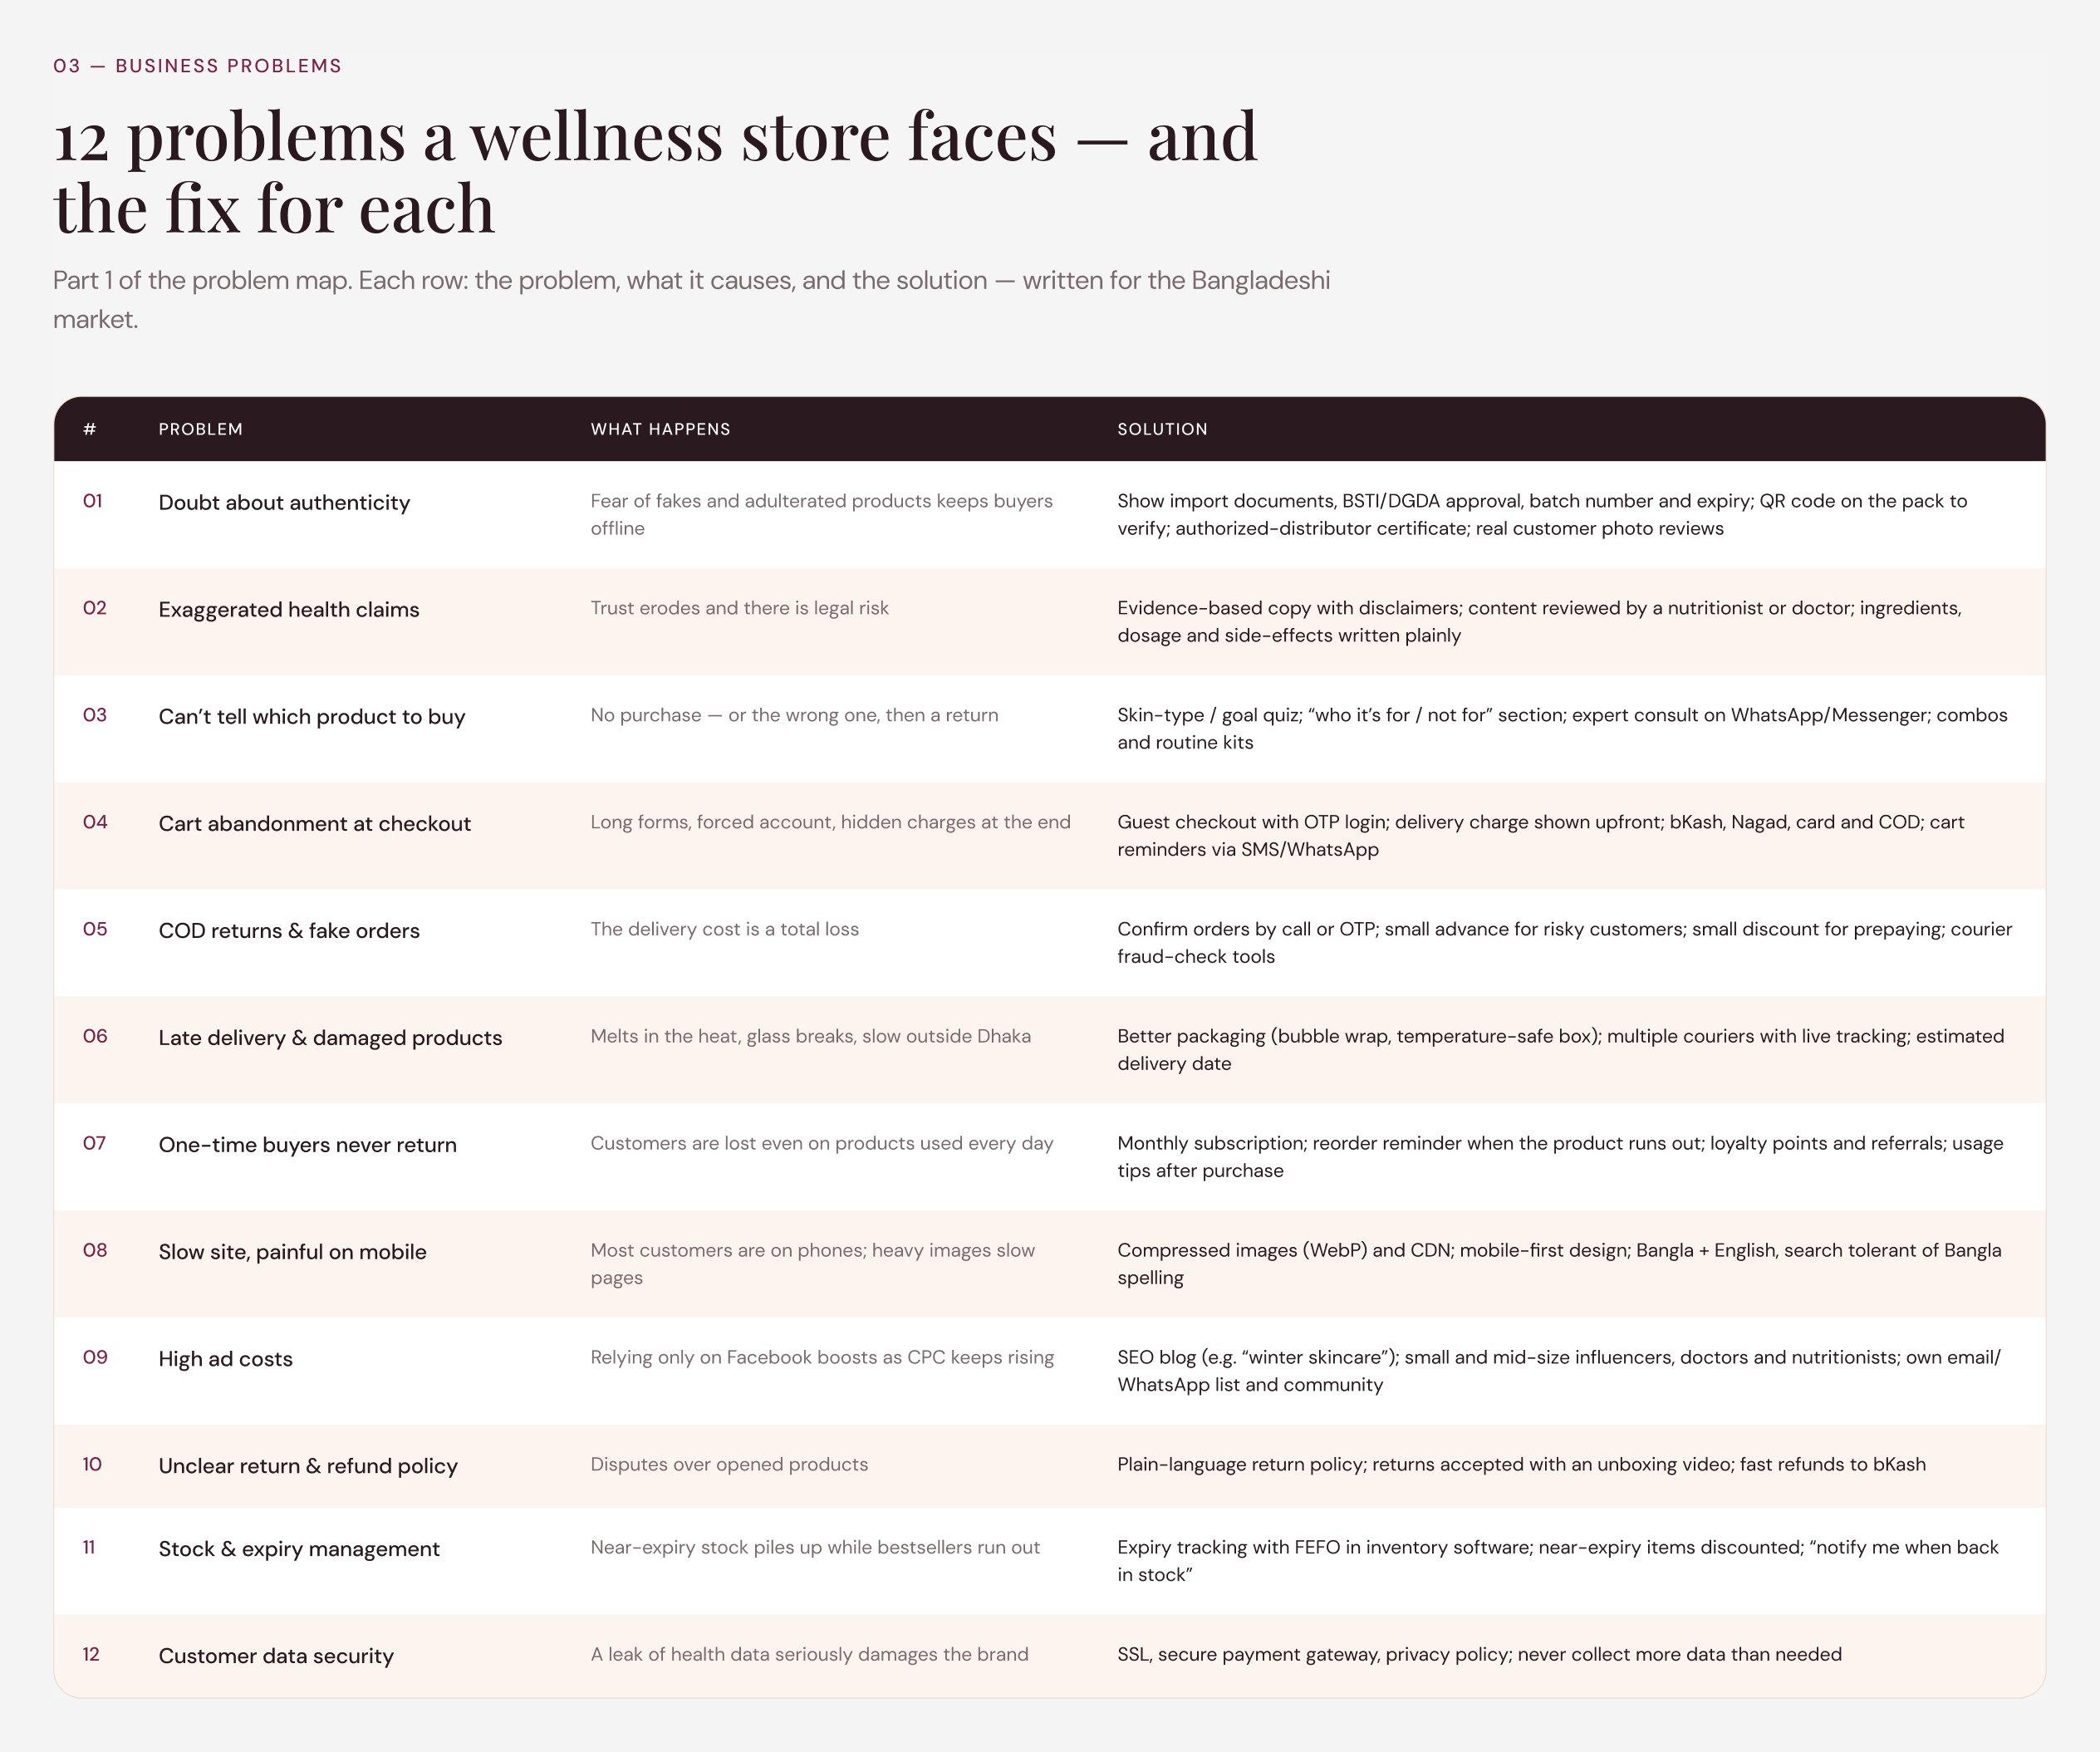 03 — BUSINESS PROBLEMS
12 problems a wellness store faces — and
the fix for each
Part 1 of the problem map. Each row: the problem, what it causes, and the solution — written for the Bangladeshi
market.
# PROBLEM WHAT HAPPENS SOLUTION
01 Doubt about authenticity Fear of fakes and adulterated products keeps buyers Show import documents, BSTI/DGDA approval, batch number and expiry; QR code on the pack to
offline verify; authorized-distributor certificate; real customer photo reviews
02 Exaggerated health claims Trust erodes and there is legal risk Evidence-based copy with disclaimers; content reviewed by a nutritionist or doctor; ingredients,
dosage and side-effects written plainly
03 Can’t tell which product to buy No purchase — or the wrong one, then a return Skin-type / goal quiz; “who it’s for / not for” section; expert consult on WhatsApp/Messenger; combos
and routine kits
04 Cart abandonment at checkout Long forms, forced account, hidden charges at the end Guest checkout with OTP login; delivery charge shown upfront; bKash, Nagad, card and COD; cart
reminders via SMS/WhatsApp
05 COD returns & fake orders The delivery cost is a total loss Confirm orders by call or OTP; small advance for risky customers; small discount for prepaying; courier
fraud-check tools
06 Late delivery & damaged products Melts in the heat, glass breaks, slow outside Dhaka Better packaging (bubble wrap, temperature-safe box); multiple couriers with live tracking; estimated
delivery date
07 One-time buyers never return Customers are lost even on products used every day Monthly subscription; reorder reminder when the product runs out; loyalty points and referrals; usage
tips after purchase
08 Slow site, painful on mobile Most customers are on phones; heavy images slow Compressed images (WebP) and CDN; mobile-first design; Bangla + English, search tolerant of Bangla
pages spelling
09 High ad costs Relying only on Facebook boosts as CPC keeps rising SEO blog (e.g. “winter skincare”); small and mid-size influencers, doctors and nutritionists; own email/
WhatsApp list and community
10 Unclear return & refund policy Disputes over opened products Plain-language return policy; returns accepted with an unboxing video; fast refunds to bKash
11 Stock & expiry management Near-expiry stock piles up while bestsellers run out Expiry tracking with FEFO in inventory software; near-expiry items discounted; “notify me when back
in stock”
12 Customer data security A leak of health data seriously damages the brand SSL, secure payment gateway, privacy policy; never collect more data than needed